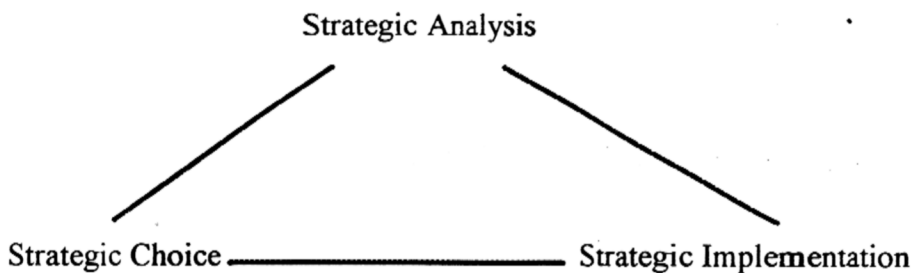 Strategic Analysis
Strategic Choice
Strategic Implementation